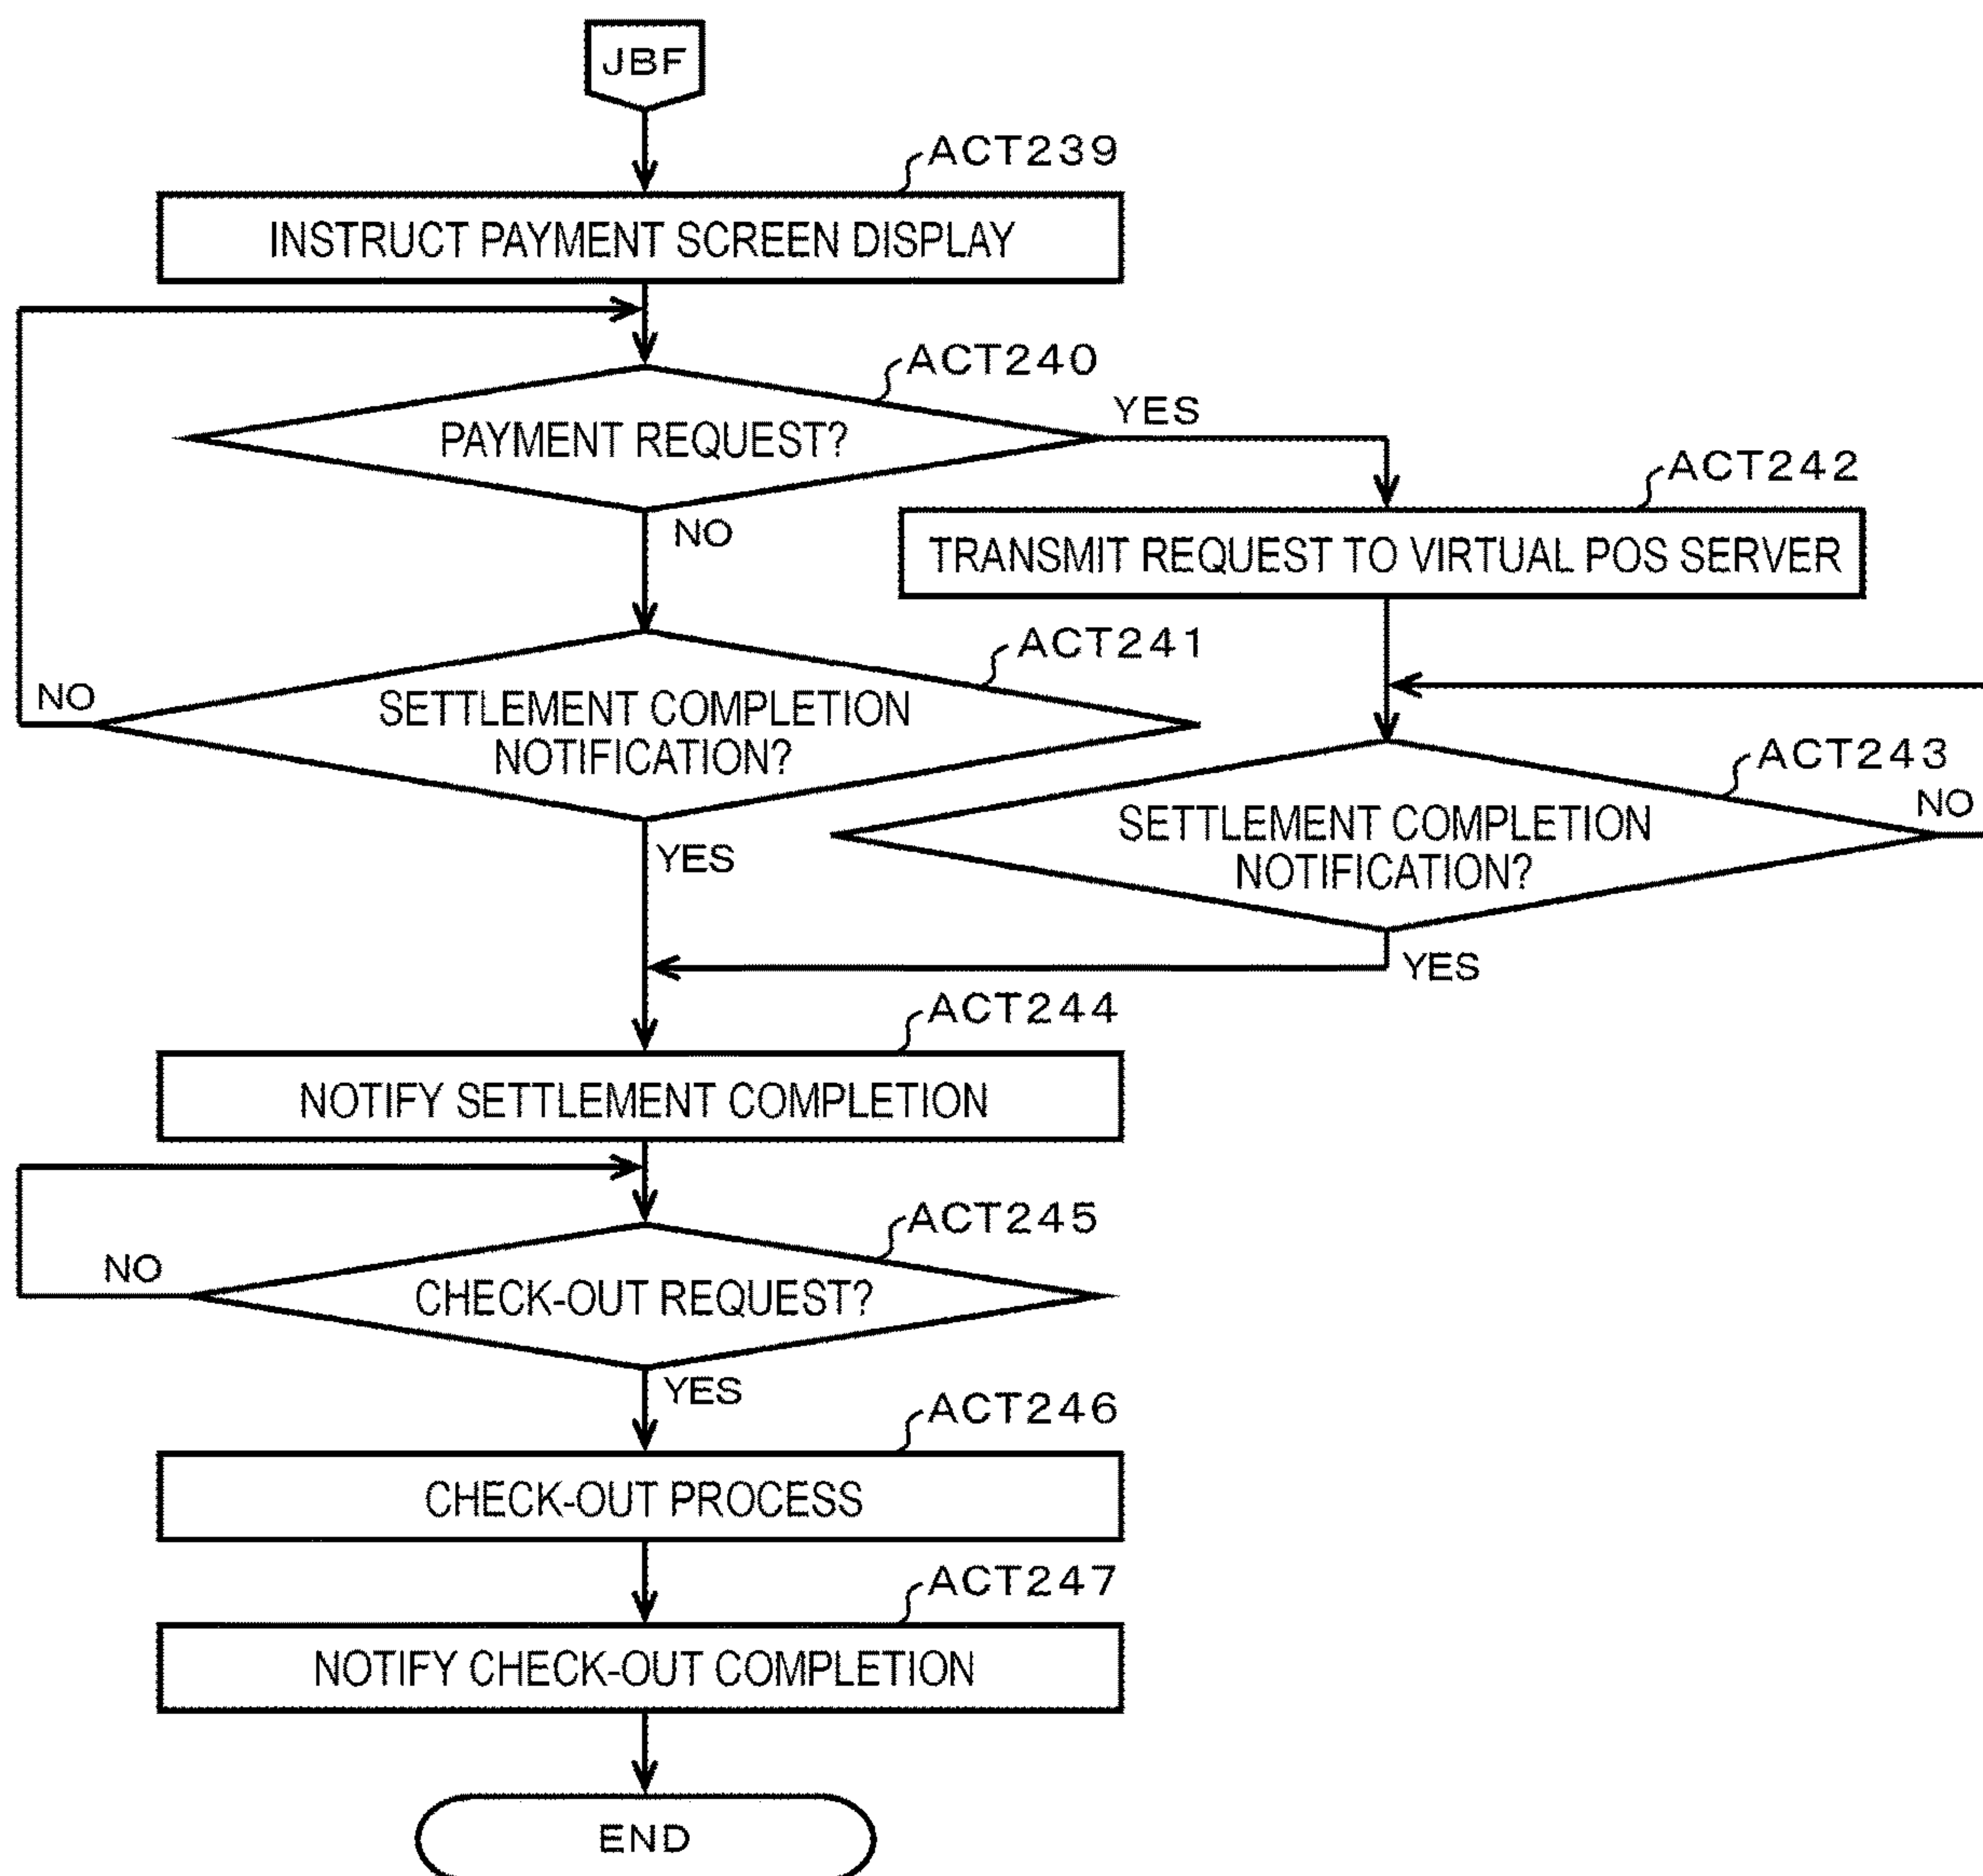 JBF
ACT239
INSTRUCT PAYMENT SCREEN DISPLAY
ACT240
PAYMENT REQUEST?
YES
NO
ACT242
TRANSMIT REQUEST TO VIRTUAL POS SERVER
ACT241
SETTLEMENT COMPLETION
NOTIFICATION?
NO
YES
ACT243
SETTLEMENT COMPLETION
NOTIFICATION?
NO
YES
ACT244
NOTIFY SETTLEMENT COMPLETION
ACT245
CHECK-OUT REQUEST?
NO
YES
ACT246
CHECK-OUT PROCESS
ACT247
NOTIFY CHECK-OUT COMPLETION
END